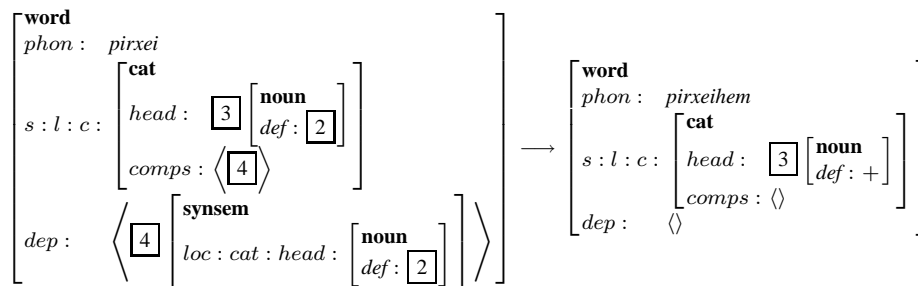 word
phon : pirxei
s : l : c :
cat
head : 3
noun
def : 2
comps : ⟨ 4 ⟩
dep : ⟨ 4
synsem
loc : cat : head :
noun
def : 2
⟩
⟶
word
phon : pirxeihem
s : l : c :
cat
head : 3
noun
def : +
comps : ⟨⟩
dep : ⟨⟩